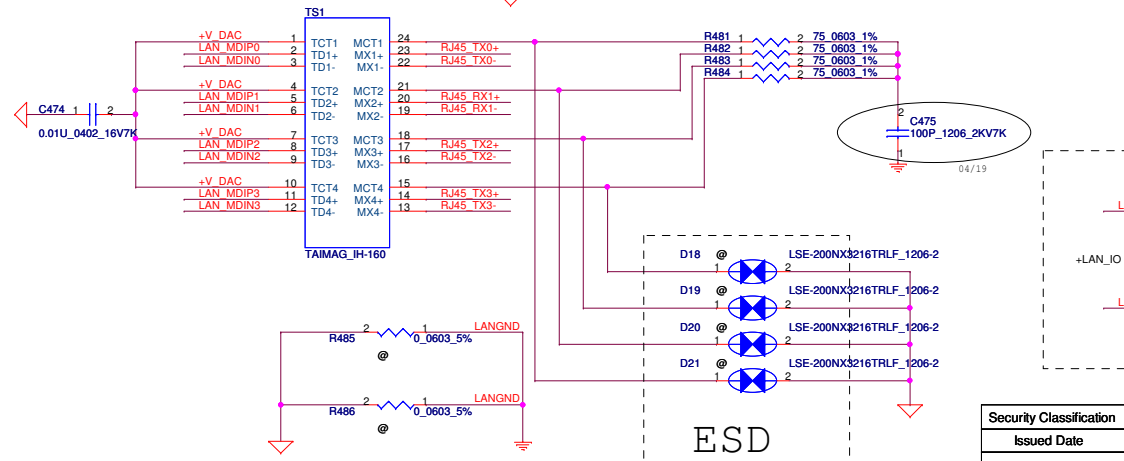 TS1
+V_DAC 1 TCT1 MCT1 24
LAN_MDIP0 2 TD1+ MX1+ 23 RJ45_TX0+
LAN_MDIN0 3 TD1- MX1- 22 RJ45_TX0-
+V_DAC 4 TCT2 MCT2 21
LAN_MDIP1 5 TD2+ MX2+ 20 RJ45_RX1+
LAN_MDIN1 6 TD2- MX2- 19 RJ45_RX1-
+V_DAC 7 TCT3 MCT3 18
LAN_MDIP2 8 TD3+ MX3+ 17 RJ45_TX2+
LAN_MDIN2 9 TD3- MX3- 16 RJ45_TX2-
+V_DAC 10 TCT4 MCT4 15
LAN_MDIP3 11 TD4+ MX4+ 14 RJ45_TX3+
LAN_MDIN3 12 TD4- MX4- 13 RJ45_TX3-
TAIMAG_IH-160
C474 1 2
0.01U_0402_16V7K
R481 1 2 75_0603_1%
R482 1 2 75_0603_1%
R483 1 2 75_0603_1%
R484 1 2 75_0603_1%
2
C475
100P_1206_2KV7K
1
04/19
D18 @ LSE-200NX3216TRLF_1206-2
1 2
D19 @ LSE-200NX3216TRLF_1206-2
1 2
D20 @ LSE-200NX3216TRLF_1206-2
1 2
D21 @ LSE-200NX3216TRLF_1206-2
1 2
ESD
2 1 LANGND
R485 0_0603_5%
@
2 1 LANGND
R486 0_0603_5%
@
+LAN_IO
Security Classification
Issued Date